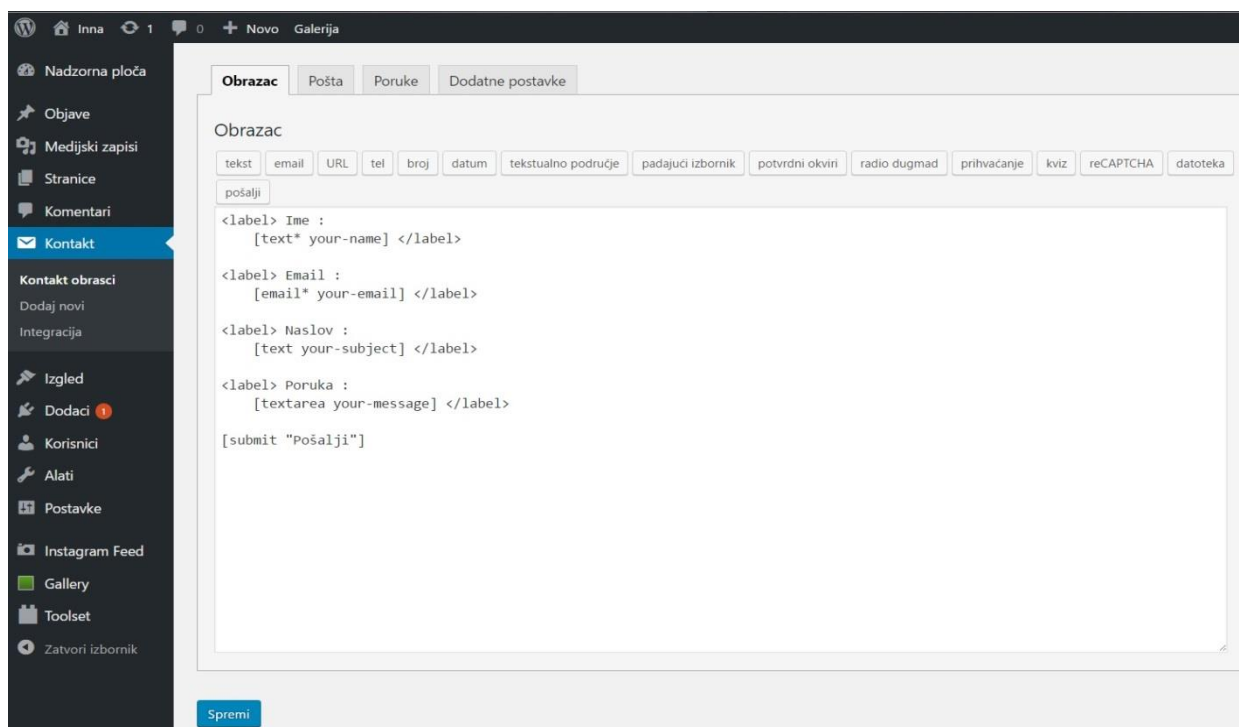 Inna 1 0 Novo Galerija
Nadzorna ploča
Objave
Medijski zapisi
Stranice
Komentari
Kontakt
Kontakt obrasci
Dodaj novi
Integracija
Izgled
Dodaci 1
Korisnici
Alati
Postavke
Instagram Feed
Gallery
Toolset
Zatvori izbornik
Obrazac Pošta Poruke Dodatne postavke
Obrazac
tekst email URL tel broj datum tekstualno područje padajući izbornik potvrdni okviri radio dugmad prihvaćanje kviz reCAPTCHA datoteka
pošalji
<label> Ime :
[text* your-name] </label>
<label> Email :
[email* your-email] </label>
<label> Naslov :
[text your-subject] </label>
<label> Poruka :
[textarea your-message] </label>
[submit "Pošalji"]
Spremi